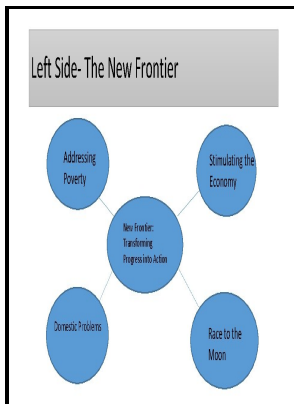 Left Side- The New Frontier
Addressing
Poverty
Stimulating the
Economy
New Frontier:
Transforming
Progress into Action
Domestic Problems
Race to the
Moon